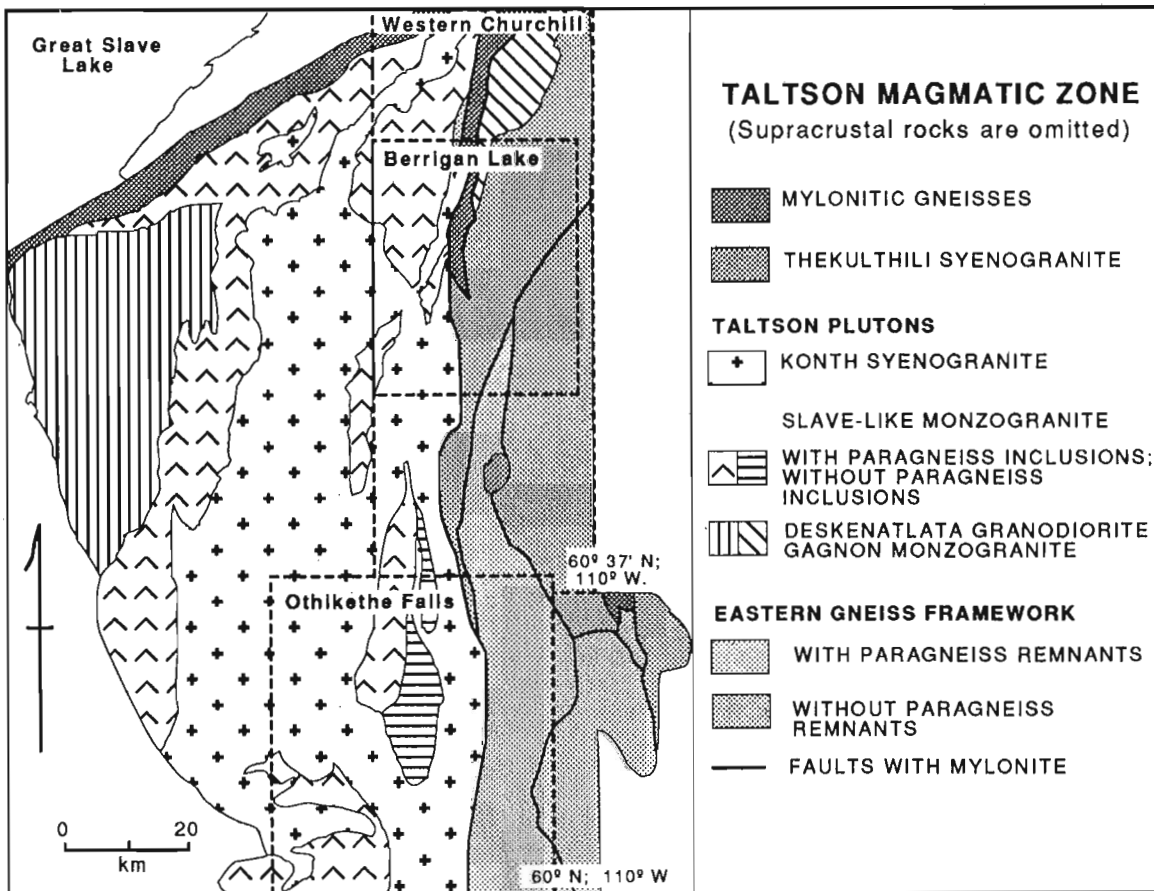 Great Slave
Lake
Western Churchill
Berrigan Lake
Othikethe Falls
60º 37' N;
110º W.
60º N; 110º W
0 20
km
TALTSON MAGMATIC ZONE
(Supracrustal rocks are omitted)
MYLONITIC GNEISSES
THEKULTHILI SYENOGRANITE
TALTSON PLUTONS
KONTH SYENOGRANITE
SLAVE-LIKE MONZOGRANITE
WITH PARAGNEISS INCLUSIONS;
WITHOUT PARAGNEISS
INCLUSIONS
DESKENATLATA GRANODIORITE
GAGNON MONZOGRANITE
EASTERN GNEISS FRAMEWORK
WITH PARAGNEISS REMNANTS
WITHOUT PARAGNEISS
REMNANTS
FAULTS WITH MYLONITE